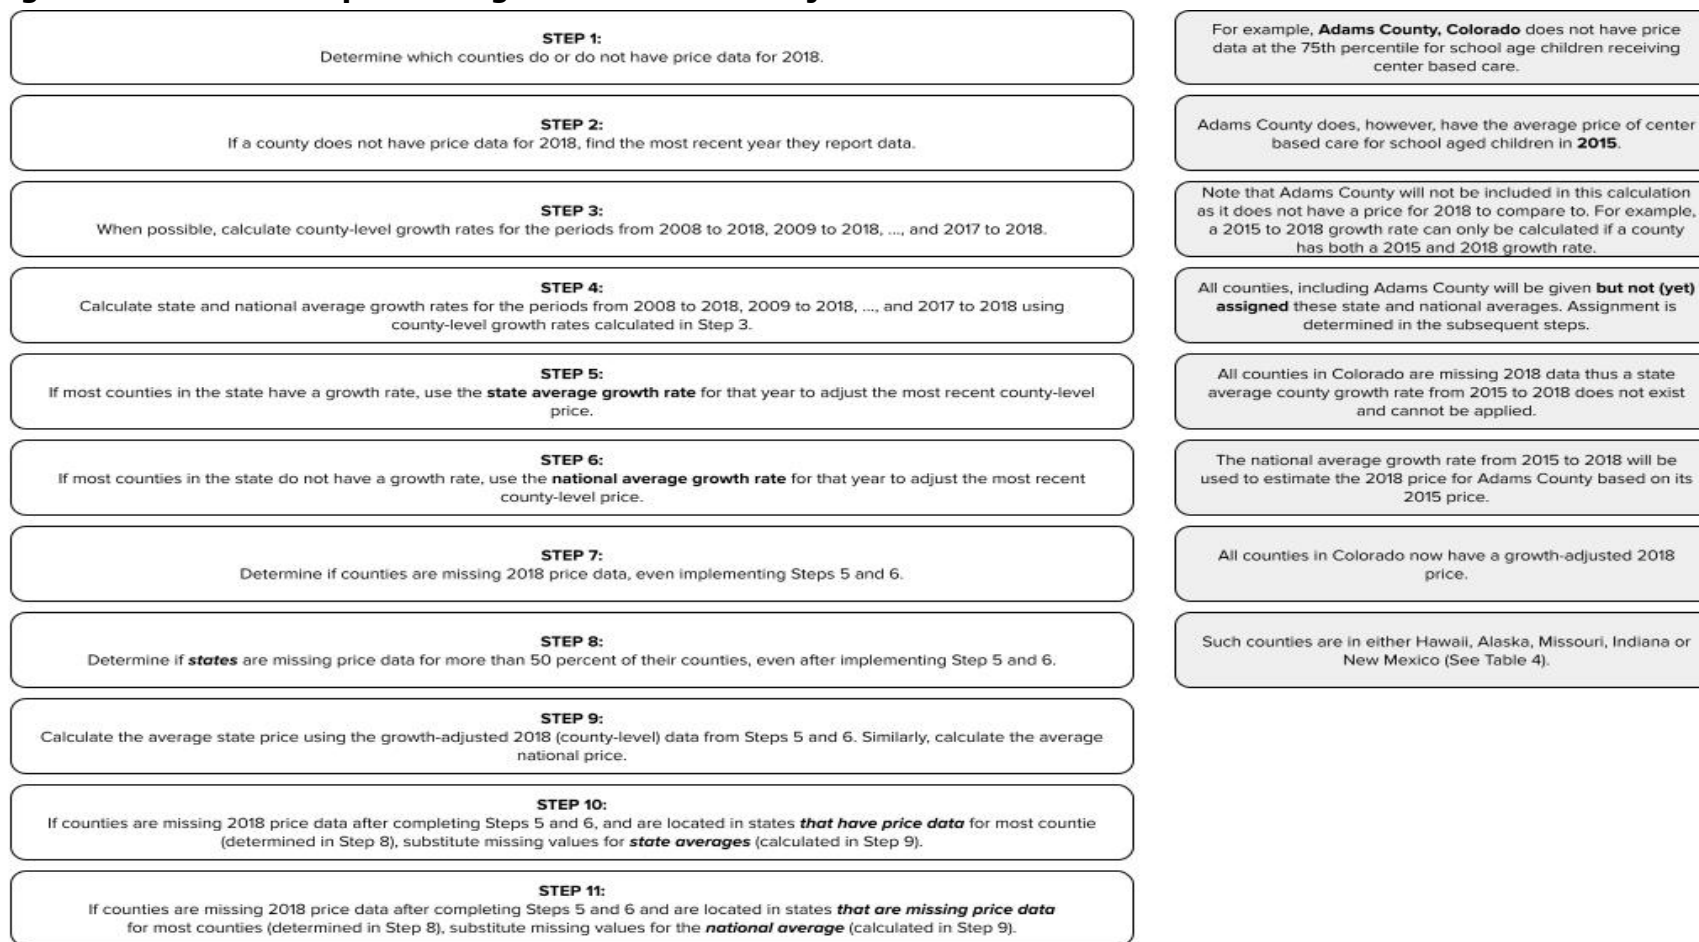 STEP 1:
Determine which counties do or do not have price data for 2018.
For example, Adams County, Colorado does not have price
data at the 75th percentile for school age children receiving
center based care.
STEP 2:
If a county does not have price data for 2018, find the most recent year they report data.
Adams County does, however, have the average price of center
based care for school aged children in 2015.
STEP 3:
When possible, calculate county-level growth rates for the periods from 2008 to 2018, 2009 to 2018, ..., and 2017 to 2018.
Note that Adams County will not be included in this calculation
as it does not have a price for 2018 to compare to. For example,
a 2015 to 2018 growth rate can only be calculated if a county
has both a 2015 and 2018 growth rate.
STEP 4:
Calculate state and national average growth rates for the periods from 2008 to 2018, 2009 to 2018, ..., and 2017 to 2018 using
county-level growth rates calculated in Step 3.
All counties, including Adams County will be given but not (yet)
assigned these state and national averages. Assignment is
determined in the subsequent steps.
STEP 5:
If most counties in the state have a growth rate, use the state average growth rate for that year to adjust the most recent county-level
price.
All counties in Colorado are missing 2018 data thus a state
average county growth rate from 2015 to 2018 does not exist
and cannot be applied.
STEP 6:
If most counties in the state do not have a growth rate, use the national average growth rate for that year to adjust the most recent
county-level price.
The national average growth rate from 2015 to 2018 will be
used to estimate the 2018 price for Adams County based on its
2015 price.
STEP 7:
Determine if counties are missing 2018 price data, even implementing Steps 5 and 6.
All counties in Colorado now have a growth-adjusted 2018
price.
STEP 8:
Determine if states are missing price data for more than 50 percent of their counties, even after implementing Step 5 and 6.
Such counties are in either Hawaii, Alaska, Missouri, Indiana or
New Mexico (See Table 4).
STEP 9:
Calculate the average state price using the growth-adjusted 2018 (county-level) data from Steps 5 and 6. Similarly, calculate the average
national price.
STEP 10:
If counties are missing 2018 price data after completing Steps 5 and 6, and are located in states that have price data for most countie
(determined in Step 8), substitute missing values for state averages (calculated in Step 9).
STEP 11:
If counties are missing 2018 price data after completing Steps 5 and 6 and are located in states that are missing price data
for most counties (determined in Step 8), substitute missing values for the national average (calculated in Step 9).